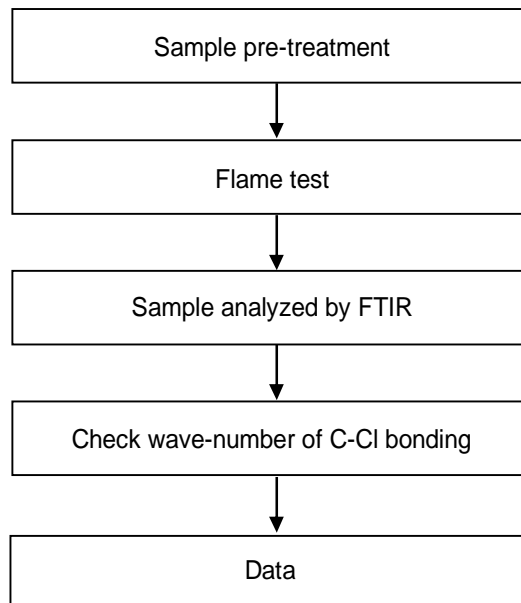 Sample pre-treatment
Flame test
Sample analyzed by FTIR
Check wave-number of C-Cl bonding
Data